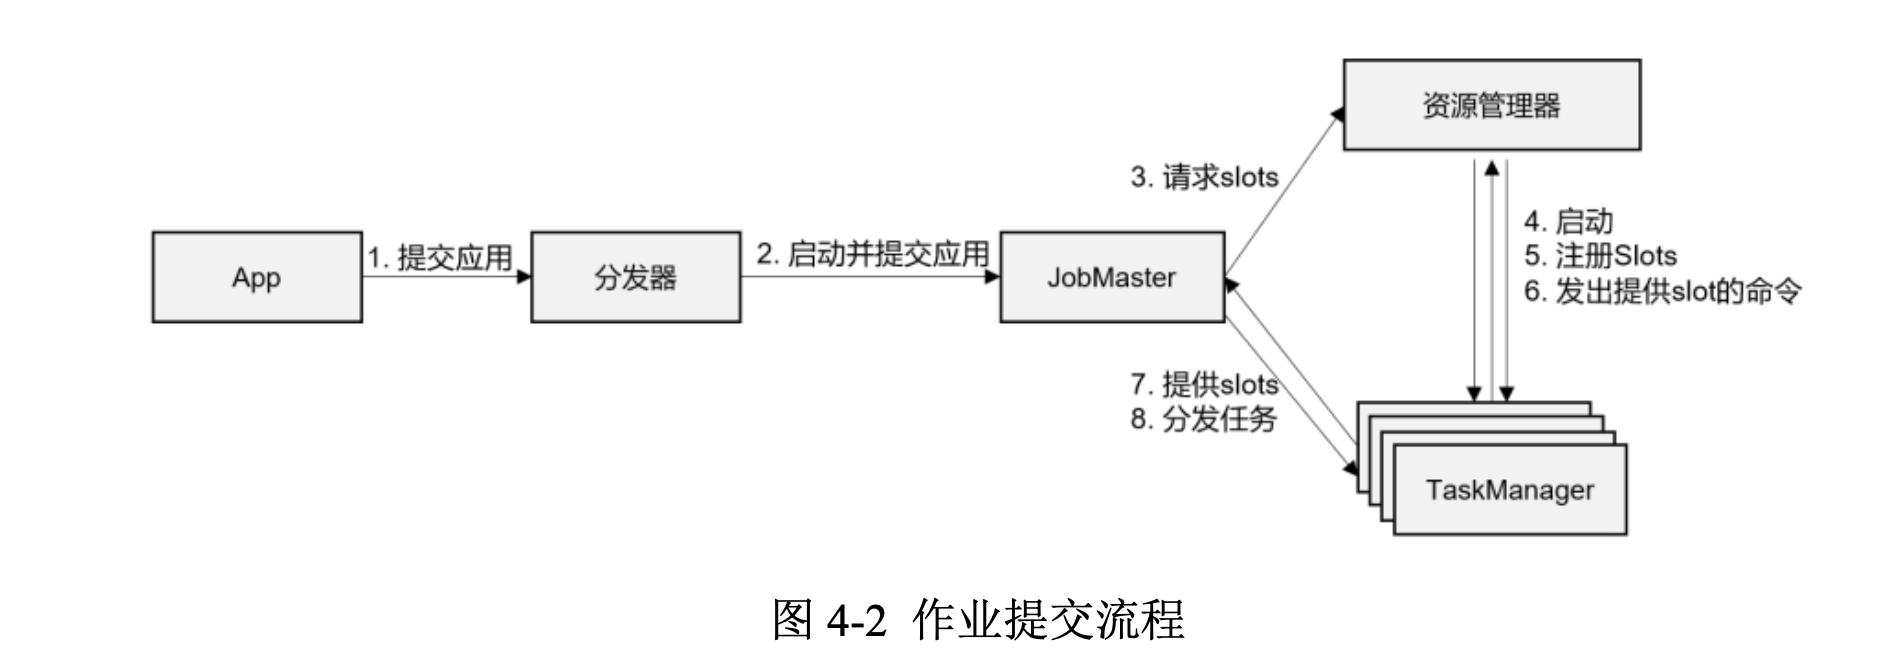 资源管理器
3. 请求slots
4. 启动
5. 注册Slots
6. 发出提供slot的命令
App
1. 提交应用
分发器
2. 启动并提交应用
JobMaster
7. 提供slots
8. 分发任务
TaskManager
图 4-2 作业提交流程